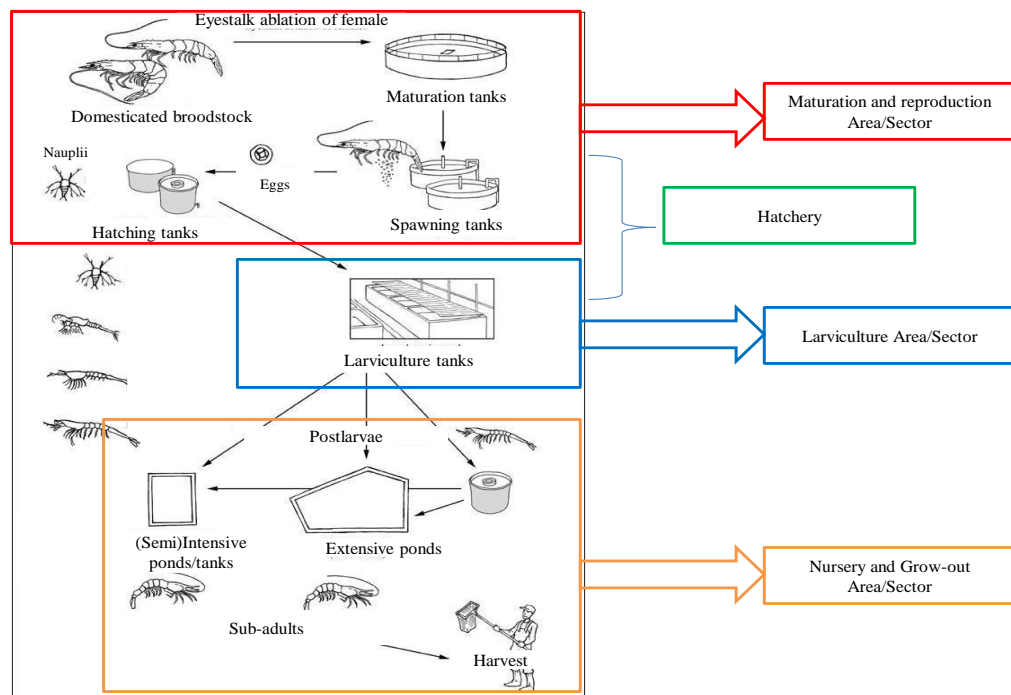 Eyestalk ablation of female
Maturation tanks
Domesticated broodstock
Nauplii
Eggs
Hatching tanks
Spawning tanks
Larviculture tanks
Postlarvae
(Semi)Intensive
ponds/tanks
Extensive ponds
Sub-adults
Harvest
Maturation and reproduction
Area/Sector
Hatchery
Larviculture Area/Sector
Nursery and Grow-out
Area/Sector